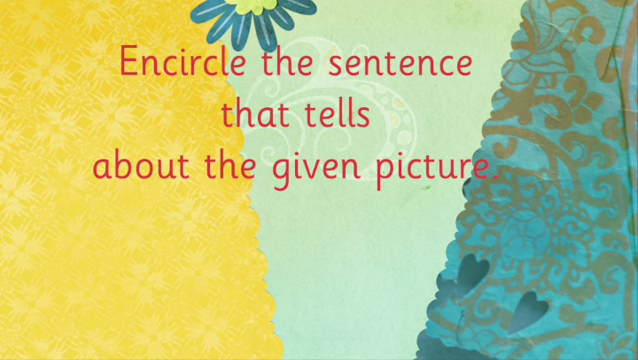 Encircle the sentence
that tells
about the given picture.